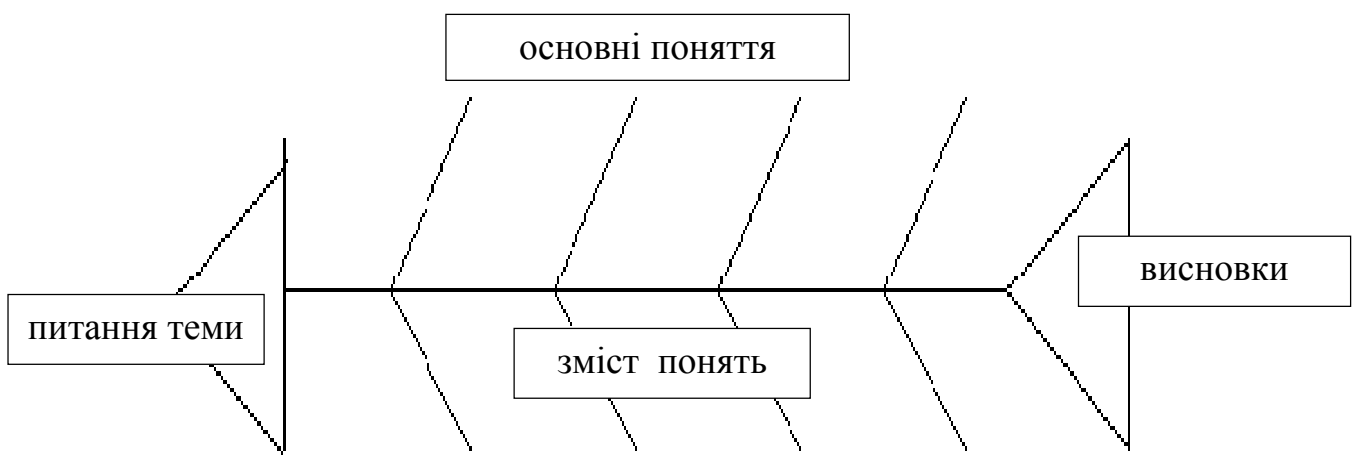 основні поняття
висновки
питання теми
зміст понять